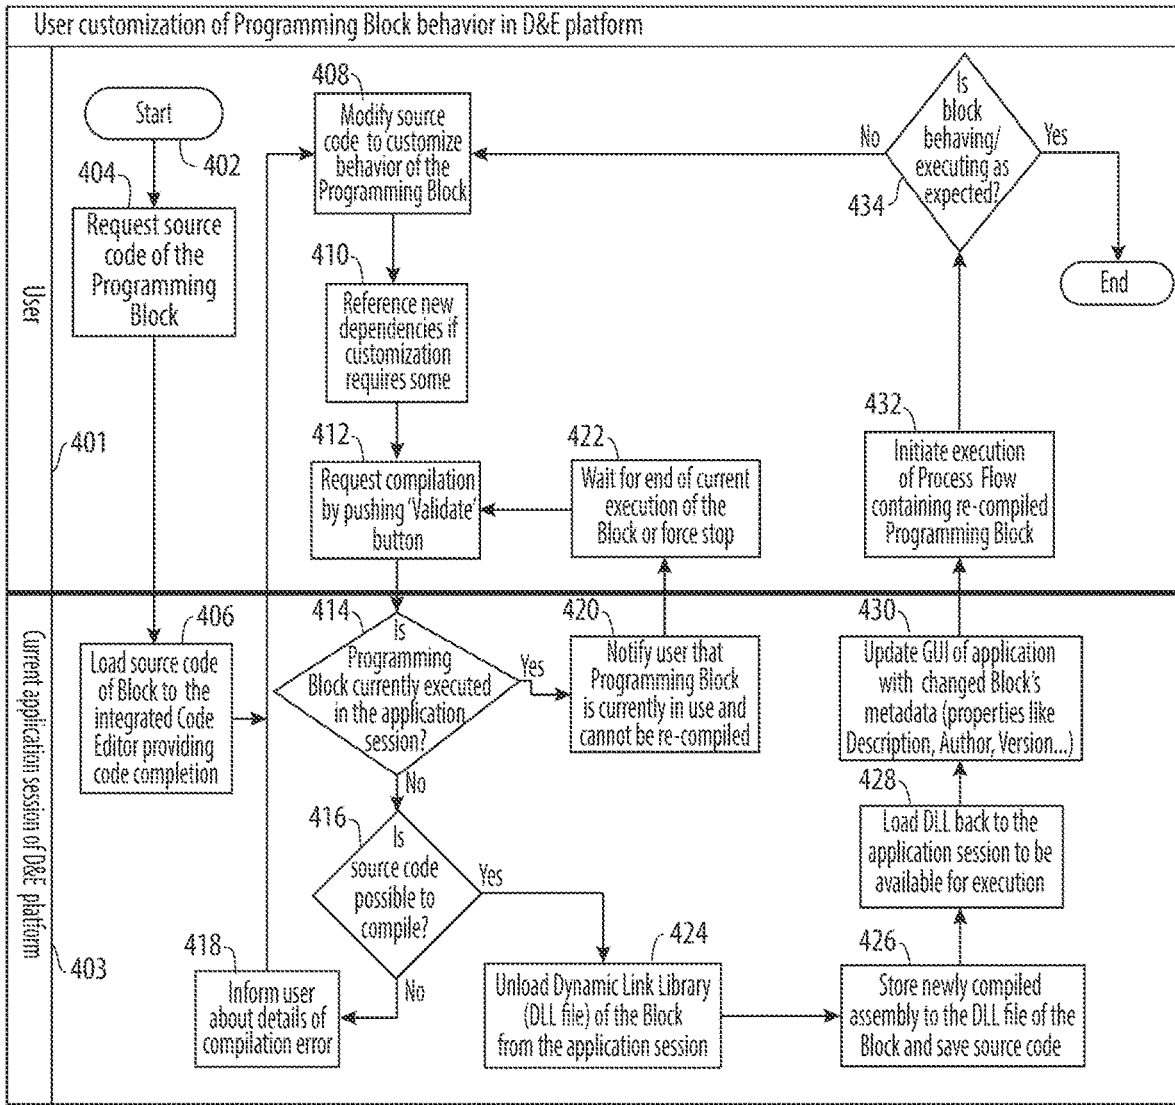 User customization of Programming Block behavior in D&E platform
User
401
Start
402
404
Request source
code of the
Programming
Block
408
Modify source
code to customize
behavior of the
Programming Block
410
Reference new
dependencies if
customization
requires some
412
Request compilation
by pushing 'Validate'
button
422
Wait for end of current
execution of the
Block or force stop
432
Initiate execution
of Process Flow
containing re-compiled
Programming Block
Is
block
behaving/
executing as
expected?
434
No
Yes
End
Current application session of D&E platform
403
406
Load source code
of Block to the
integrated Code
Editor providing
code completion
414
Is
Programming
Block currently executed
in the application
session?
Yes
No
420
Notify user that
Programming Block
is currently in use and
cannot be re-compiled
416
Is
source code
possible to
compile?
Yes
No
418
Inform user
about details of
compilation error
424
Unload Dynamic Link Library
(DLL file) of the Block
from the application session
426
Store newly compiled
assembly to the DLL file of the
Block and save source code
428
Load DLL back to the
application session to be
available for execution
430
Update GUI of application
with changed Block's
metadata (properties like
Description, Author, Version...)